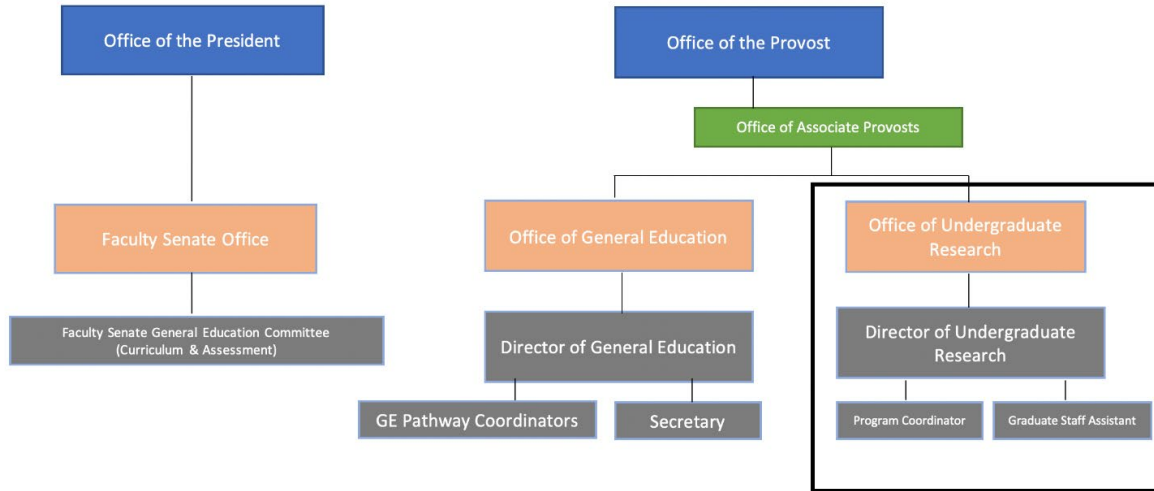 Office of the President
Office of the Provost
Office of Associate Provosts
Faculty Senate Office
Office of General Education
Office of Undergraduate
Research
Faculty Senate General Education Committee
(Curriculum & Assessment)
Director of General Education
Director of Undergraduate
Research
GE Pathway Coordinators
Secretary
Program Coordinator
Graduate Staff Assistant